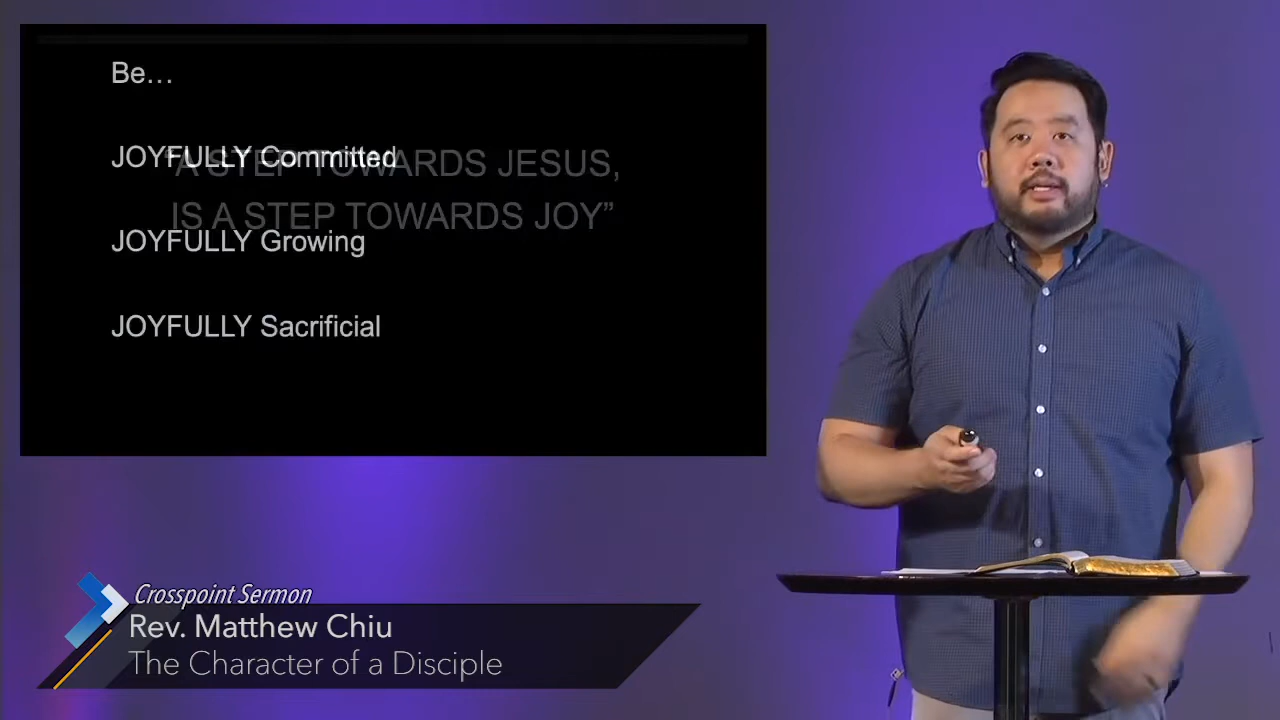 Be…
JOYFULLY Committed
"A STEP TOWARDS JESUS,
IS A STEP TOWARDS JOY”
JOYFULLY Growing
JOYFULLY Sacrificial
Crosspoint Sermon
Rev. Matthew Chiu
The Character of a Disciple